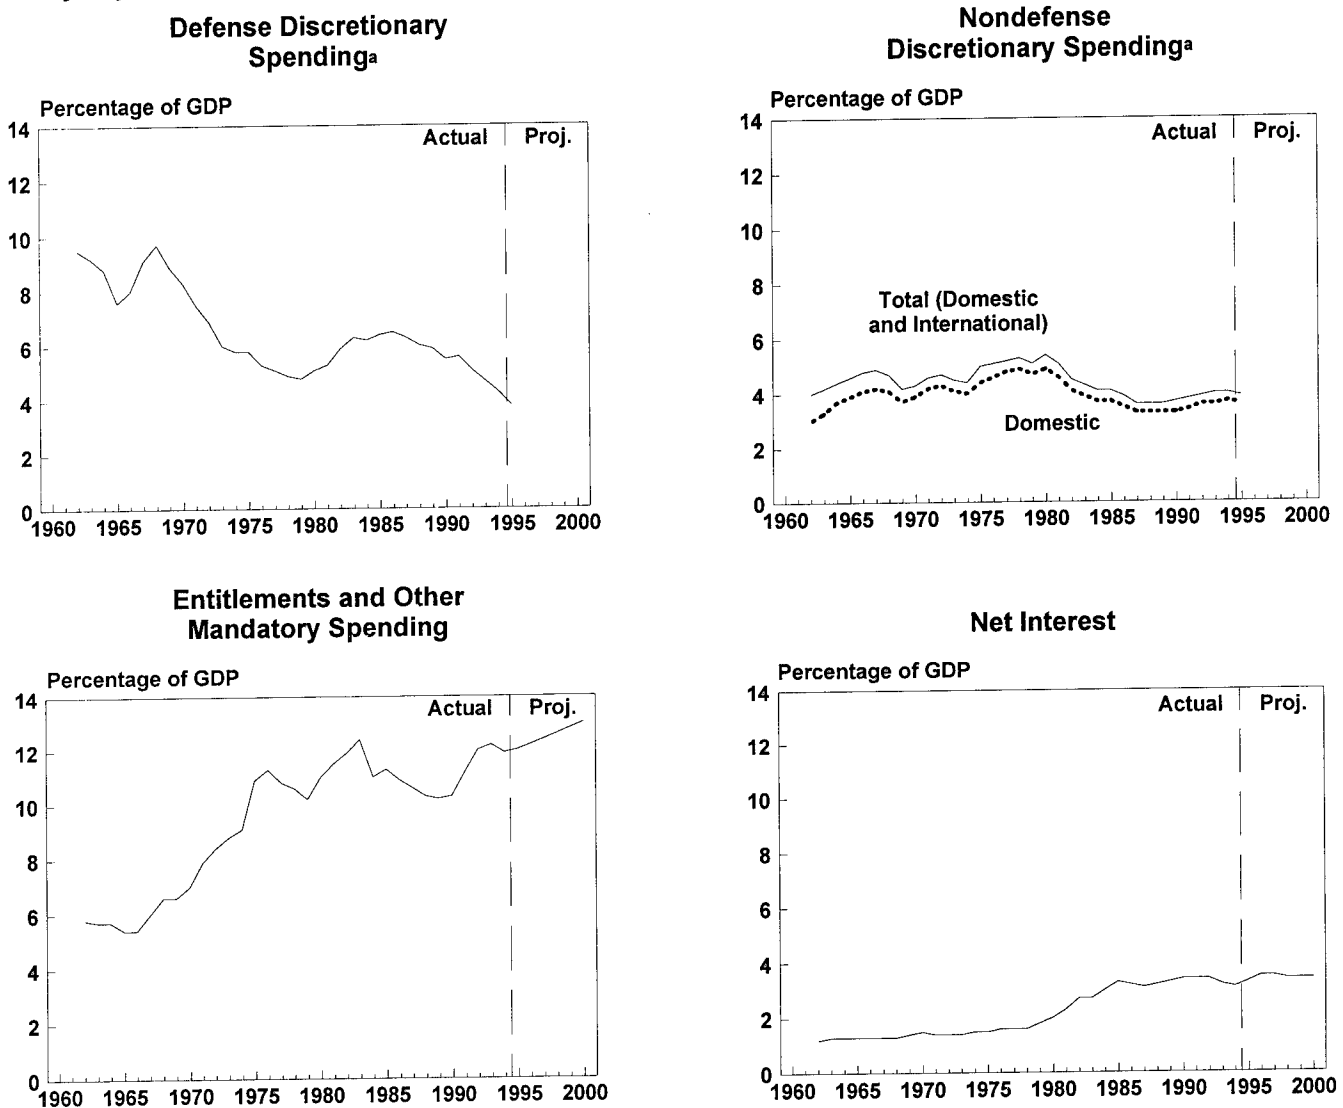 Defense Discretionary
Spendingᵃ
Percentage of GDP
Actual Proj.
14
12
10
8
6
4
2
0
1960 1965 1970 1975 1980 1985 1990 1995 2000
Nondefense
Discretionary Spendingᵃ
Percentage of GDP
Actual Proj.
14
12
10
8
6
4
2
0
Total (Domestic
and International)
Domestic
1960 1965 1970 1975 1980 1985 1990 1995 2000
Entitlements and Other
Mandatory Spending
Percentage of GDP
Actual Proj.
14
12
10
8
6
4
2
0
1960 1965 1970 1975 1980 1985 1990 1995 2000
Net Interest
Percentage of GDP
Actual Proj.
14
12
10
8
6
4
2
0
1960 1965 1970 1975 1980 1985 1990 1995 2000